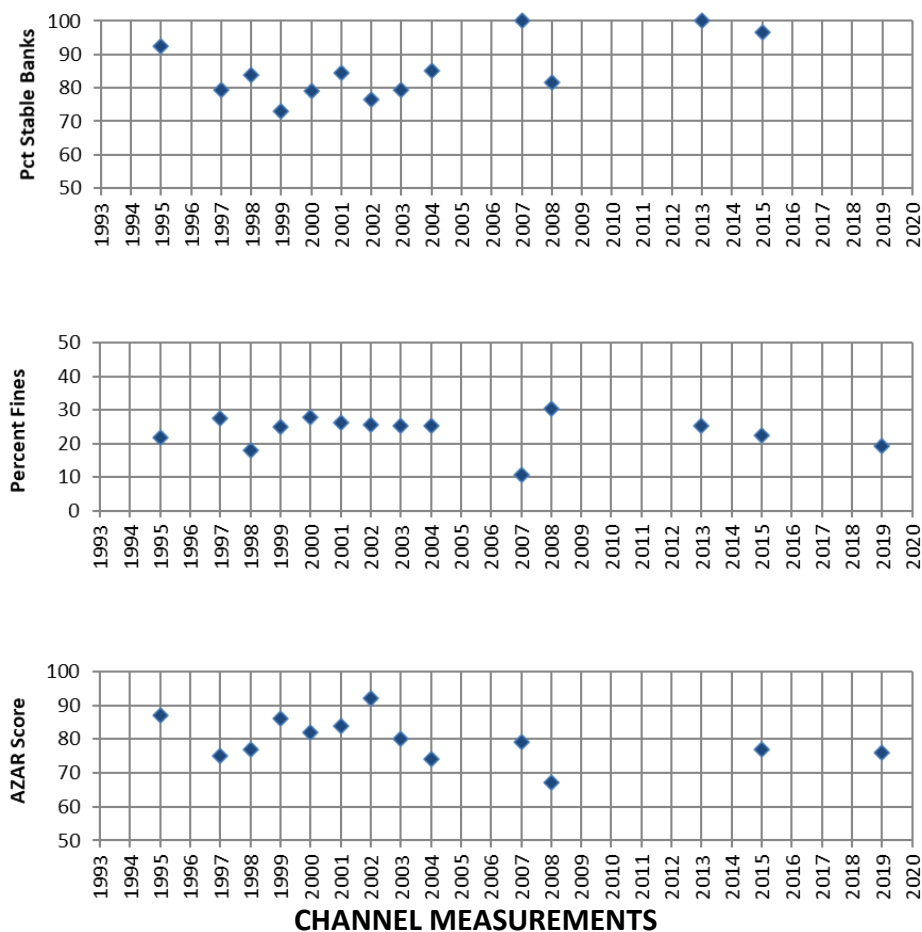 Pct Stable Banks
100
90
80
70
60
50
1993 1994 1995 1996 1997 1998 1999 2000 2001 2002 2003 2004 2005 2006 2007 2008 2009 2010 2011 2012 2013 2014 2015 2016 2017 2018 2019 2020
Percent Fines
50
40
30
20
10
0
1993 1994 1995 1996 1997 1998 1999 2000 2001 2002 2003 2004 2005 2006 2007 2008 2009 2010 2011 2012 2013 2014 2015 2016 2017 2018 2019 2020
AZAR Score
100
90
80
70
60
50
1993 1994 1995 1996 1997 1998 1999 2000 2001 2002 2003 2004 2005 2006 2007 2008 2009 2010 2011 2012 2013 2014 2015 2016 2017 2018 2019 2020
CHANNEL MEASUREMENTS